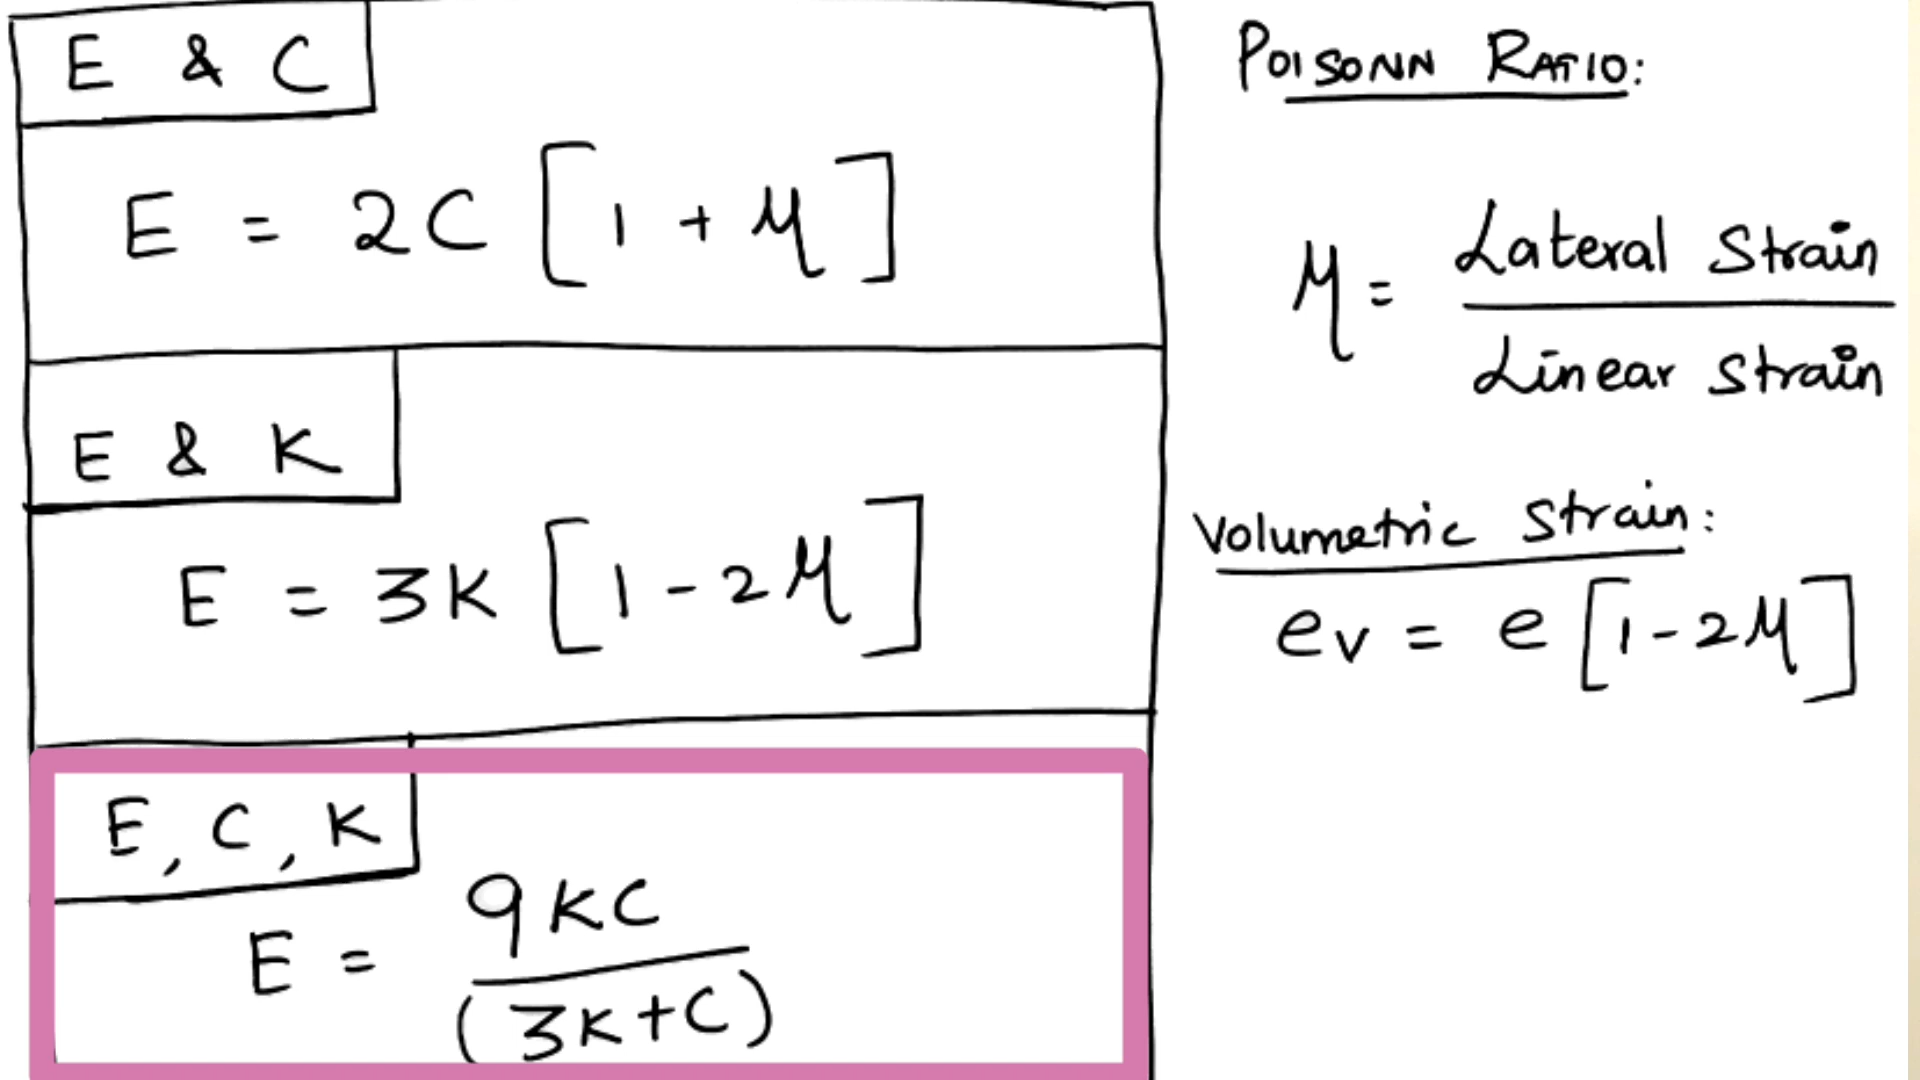 E & C
E = 2C [1 + μ]
E & K
E = 3K [1 - 2μ]
E, C, K
E = 9KC
(3K+C)
POISONN RATIO:
μ = Lateral Strain
Linear Strain
Volumetric Strain:
ev = e [1-2μ]